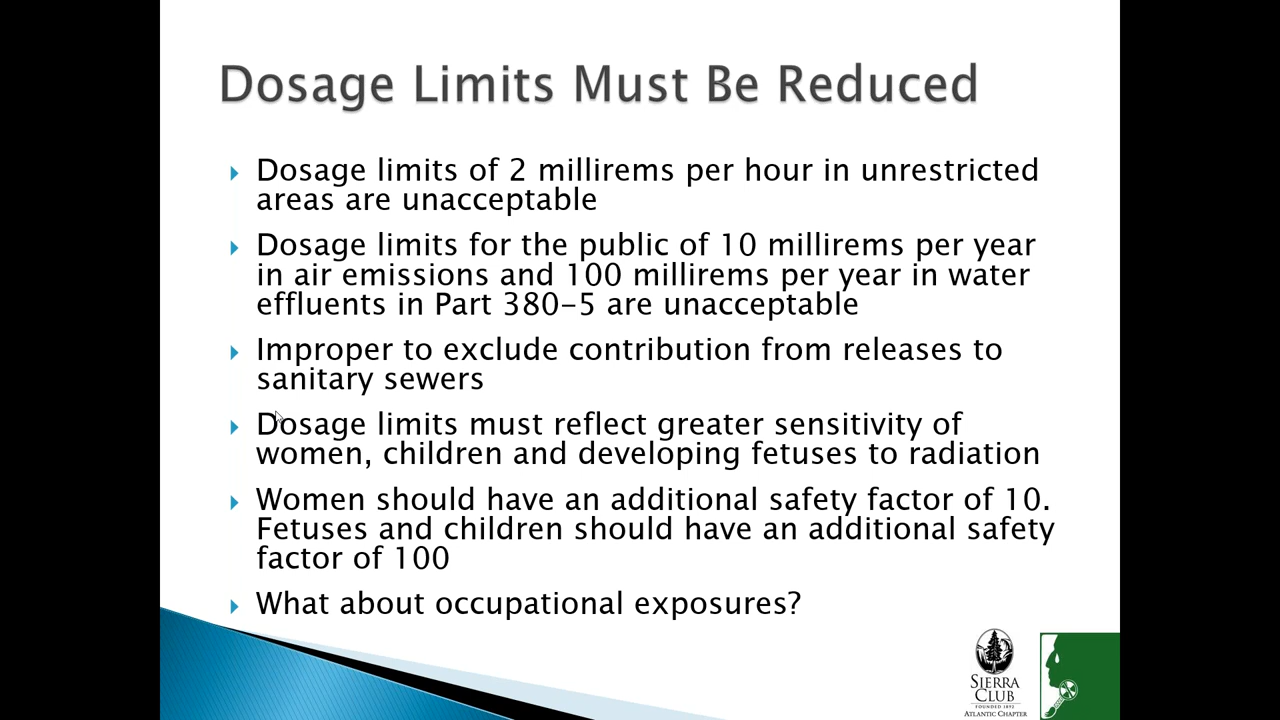 Dosage Limits Must Be Reduced
Dosage limits of 2 millirems per hour in unrestricted
areas are unacceptable
Dosage limits for the public of 10 millirems per year
in air emissions and 100 millirems per year in water
effluents in Part 380-5 are unacceptable
Improper to exclude contribution from releases to
sanitary sewers
Dosage limits must reflect greater sensitivity of
women, children and developing fetuses to radiation
Women should have an additional safety factor of 10.
Fetuses and children should have an additional safety
factor of 100
What about occupational exposures?
SIERRA
CLUB
FOUNDED 1892
ATLANTIC CHAPTER